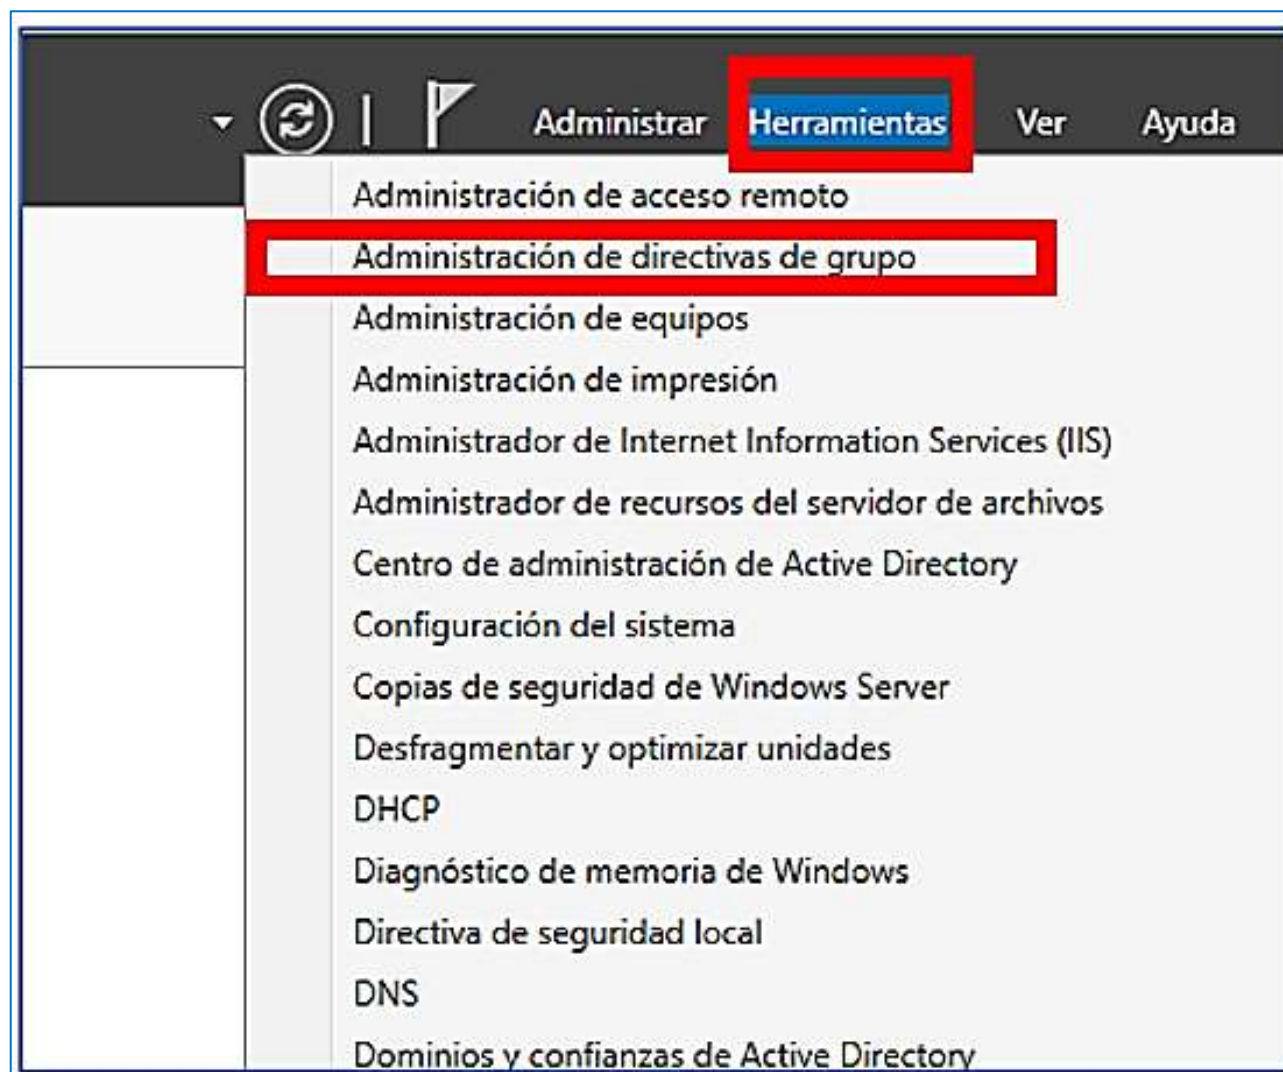 Administrar Herramientas Ver Ayuda
Administración de acceso remoto
Administración de directivas de grupo
Administración de equipos
Administración de impresión
Administrador de Internet Information Services (IIS)
Administrador de recursos del servidor de archivos
Centro de administración de Active Directory
Configuración del sistema
Copias de seguridad de Windows Server
Desfragmentar y optimizar unidades
DHCP
Diagnóstico de memoria de Windows
Directiva de seguridad local
DNS
Dominios y confianzas de Active Directory